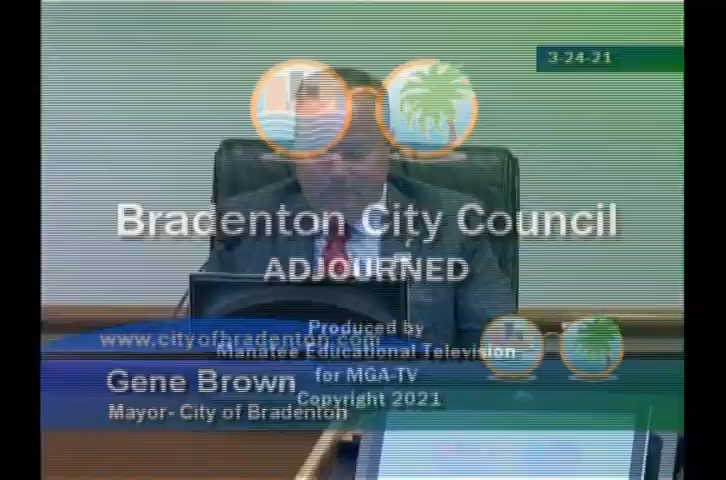 3-24-21
Bradenton City Council
ADJOURNED
www.cityofbradenton.com
Produced by
Manatee Educational Television
for MGA-TV
Copyright 2021
Gene Brown
Mayor- City of Bradenton